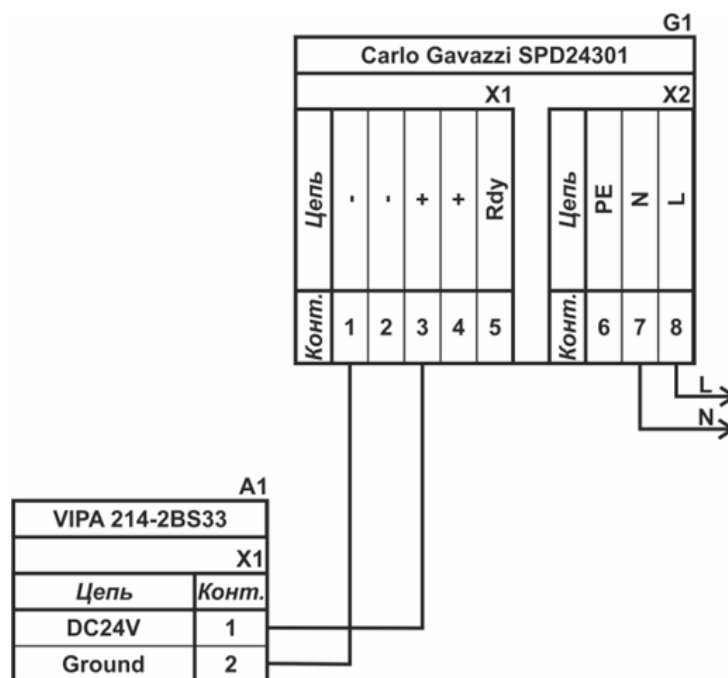 G1
Carlo Gavazzi SPD24301
X1 X2
Цепь - - + + Rdy Цепь PE N L
Конт. 1 2 3 4 5 Конт. 6 7 8
L
N
A1
VIPA 214-2BS33
X1
Цепь Конт.
DC24V 1
Ground 2